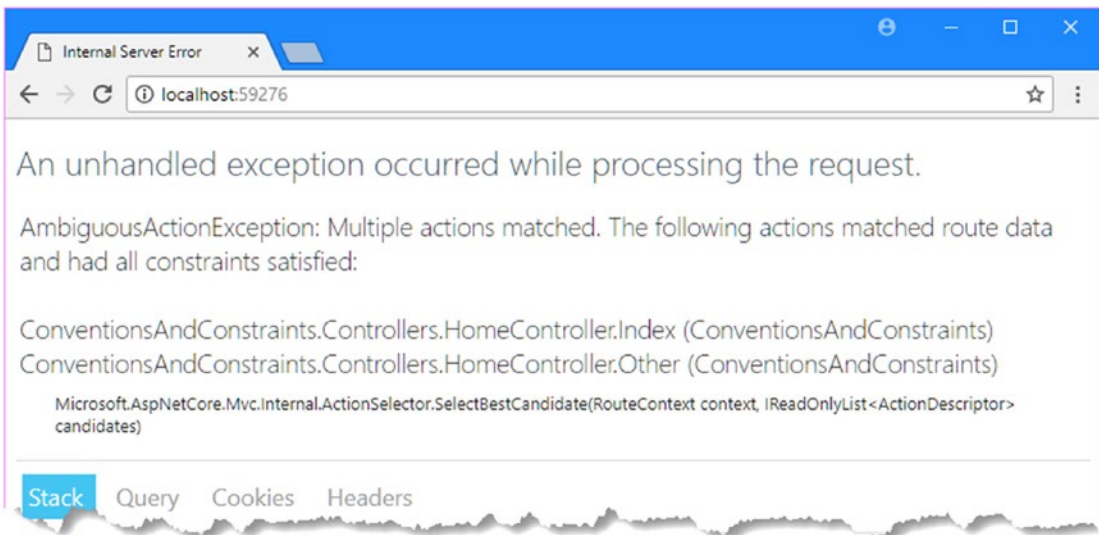 Internal Server Error
localhost:59276
An unhandled exception occurred while processing the request.
AmbiguousActionException: Multiple actions matched. The following actions matched route data
and had all constraints satisfied:
ConventionsAndConstraints.Controllers.HomeController.Index (ConventionsAndConstraints)
ConventionsAndConstraints.Controllers.HomeController.Other (ConventionsAndConstraints)
Microsoft.AspNetCore.Mvc.Internal.ActionSelector.SelectBestCandidate(RouteContext context, IReadOnlyList<ActionDescriptor>
candidates)
Stack Query Cookies Headers